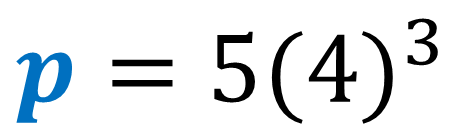 p = 5(4)³